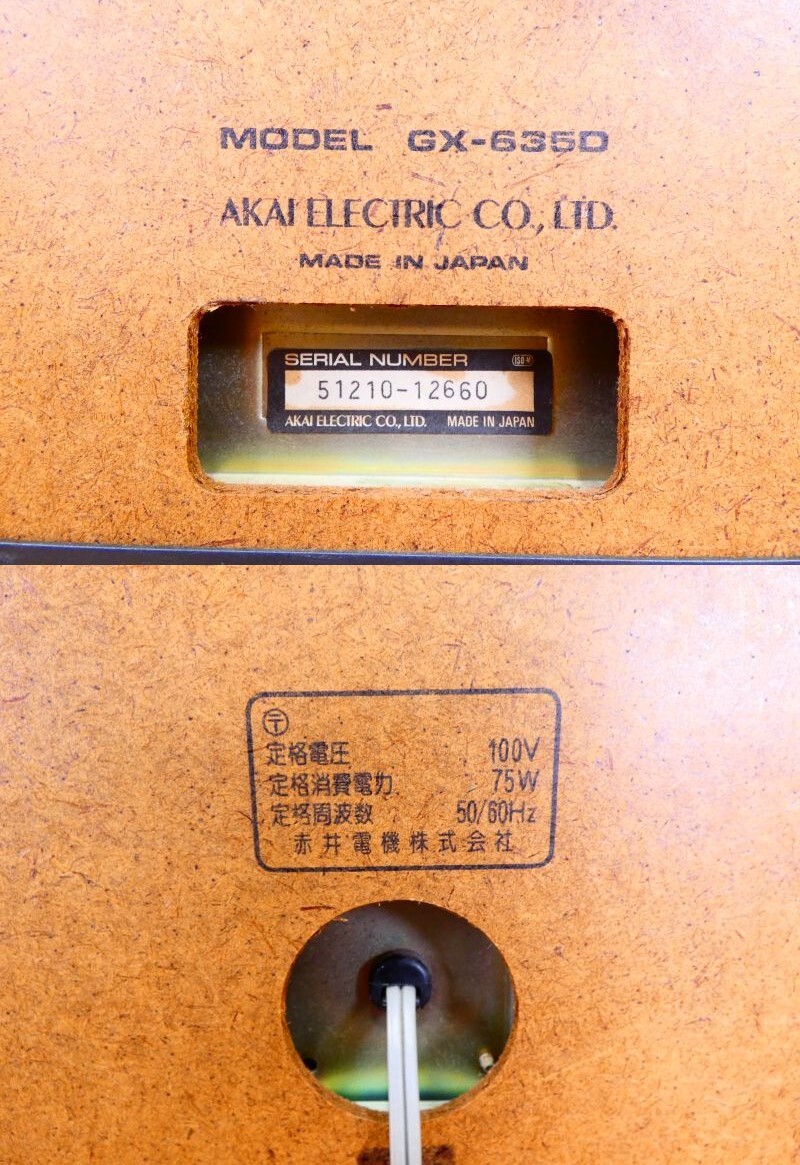 MODEL GX-635D
AKAI ELECTRIC CO., LTD.
MADE IN JAPAN
SERIAL NUMBER
51210-12660
AKAI ELECTRIC CO., LTD. MADE IN JAPAN
〒
定格電圧 100V
定格消費電力 75W
定格周波数 50/60Hz
赤井電機株式会社